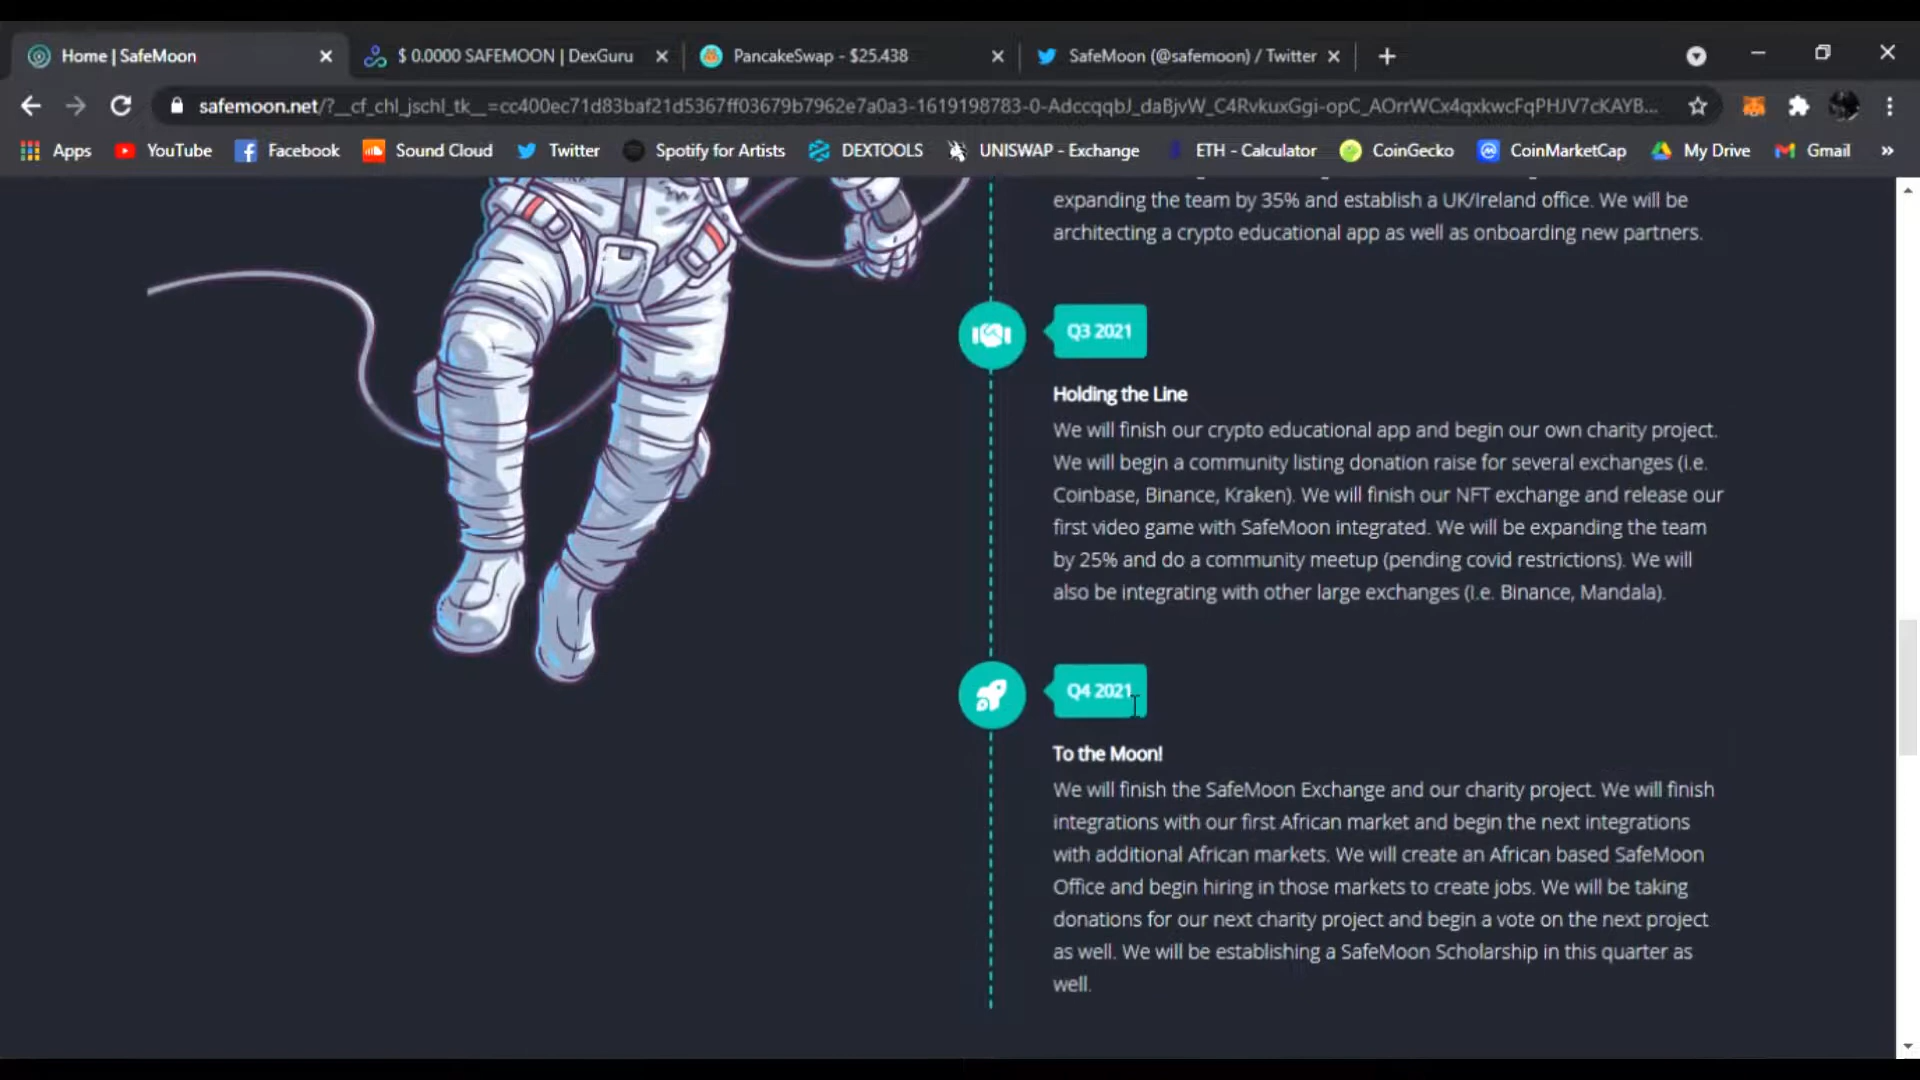 Home | SafeMoon
$ 0.0000 SAFEMOON | DexGuru
PancakeSwap - $25.438
SafeMoon (@safemoon) / Twitter
safemoon.net/?__cf_chl_jschl_tk__=cc400ec71d83baf21d5367ff03679b7962e7a0a3-1619198783-0-AdccqqbJ_daBjvW_C4RvkuxGgi-opC_AOrrWCx4qxkwcFqPHJV7cKAYB...
Apps
YouTube
Facebook
Sound Cloud
Twitter
Spotify for Artists
DEXTOOLS
UNISWAP - Exchange
ETH - Calculator
CoinGecko
CoinMarketCap
My Drive
Gmail
»
expanding the team by 35% and establish a UK/Ireland office. We will be
architecting a crypto educational app as well as onboarding new partners.
Q3 2021
Holding the Line
We will finish our crypto educational app and begin our own charity project.
We will begin a community listing donation raise for several exchanges (i.e.
Coinbase, Binance, Kraken). We will finish our NFT exchange and release our
first video game with SafeMoon integrated. We will be expanding the team
by 25% and do a community meetup (pending covid restrictions). We will
also be integrating with other large exchanges (I.e. Binance, Mandala).
Q4 2021
To the Moon!
We will finish the SafeMoon Exchange and our charity project. We will finish
integrations with our first African market and begin the next integrations
with additional African markets. We will create an African based SafeMoon
Office and begin hiring in those markets to create jobs. We will be taking
donations for our next charity project and begin a vote on the next project
as well. We will be establishing a SafeMoon Scholarship in this quarter as
well.